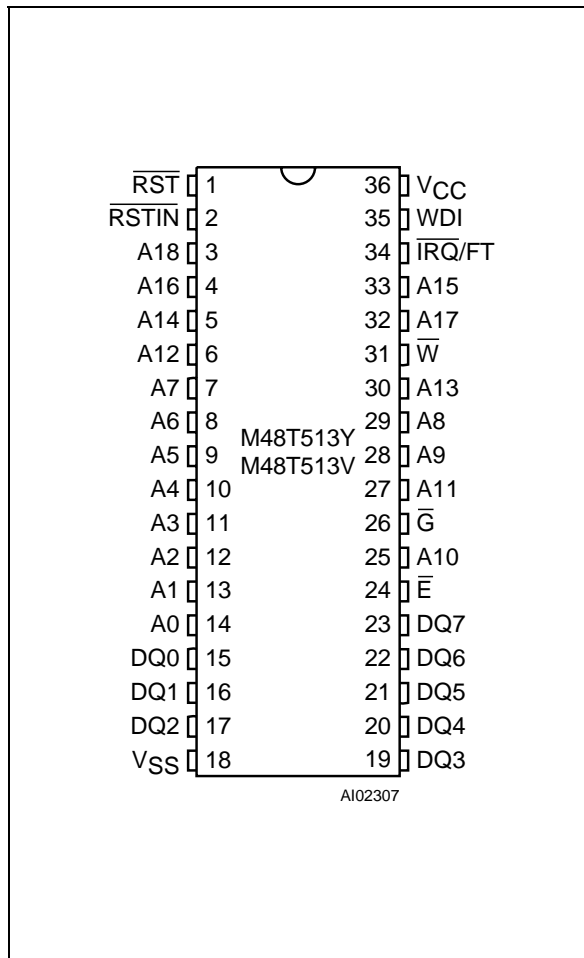 R̅S̅T̅ 1 36 VCC
R̅S̅T̅I̅N̅ 2 35 WDI
A18 3 34 I̅R̅Q̅/FT
A16 4 33 A15
A14 5 32 A17
A12 6 31 W̅
A7 7 30 A13
A6 8 29 A8
M48T513Y
A5 9 28 A9
M48T513V
A4 10 27 A11
A3 11 26 G̅
A2 12 25 A10
A1 13 24 E̅
A0 14 23 DQ7
DQ0 15 22 DQ6
DQ1 16 21 DQ5
DQ2 17 20 DQ4
VSS 18 19 DQ3
AI02307